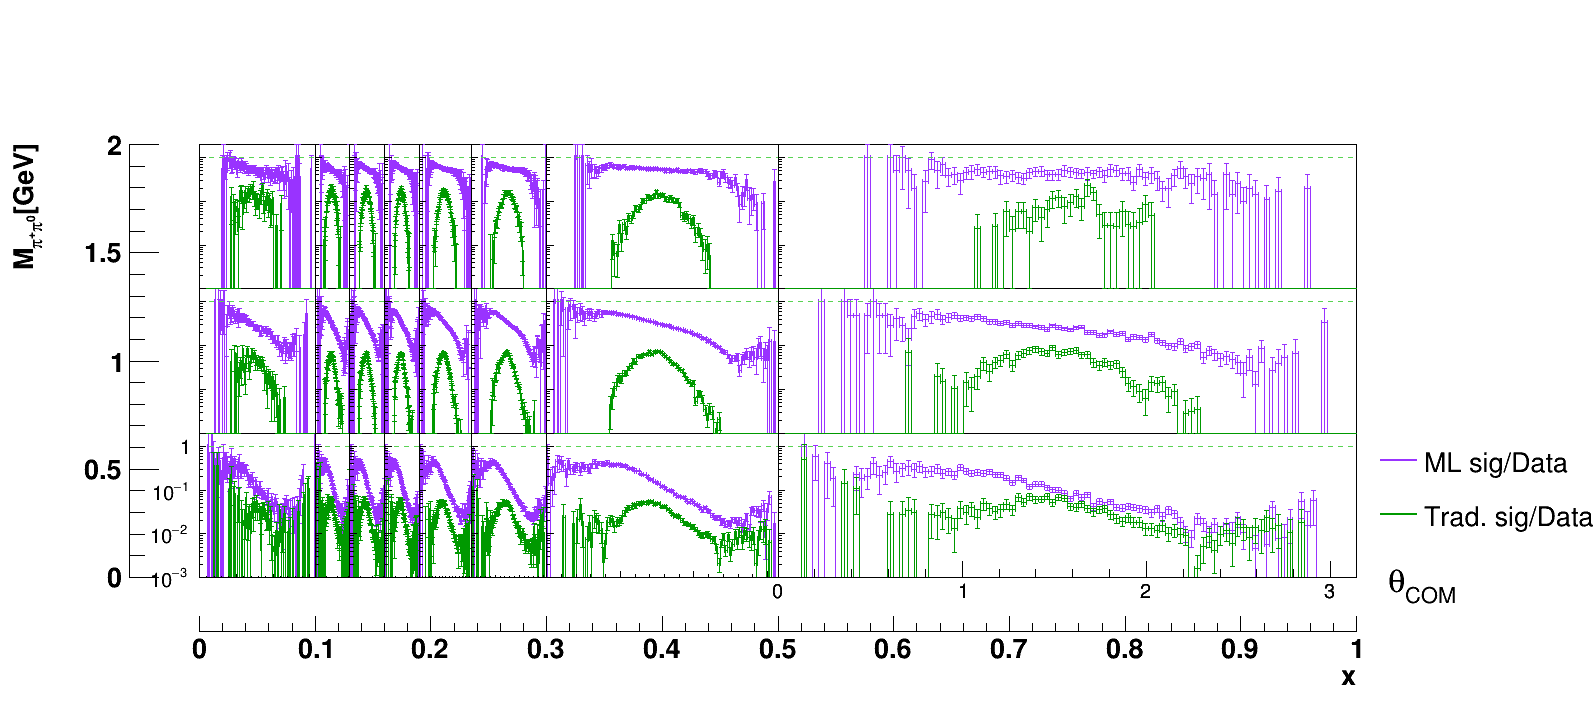 M π⁺π⁰ [GeV]
2
1.5
1
0.5
0
1
10⁻¹
10⁻²
10⁻³
ML sig/Data
Trad. sig/Data
0 1 2 3
θ COM
0 0.1 0.2 0.3 0.4 0.5 0.6 0.7 0.8 0.9 1
x